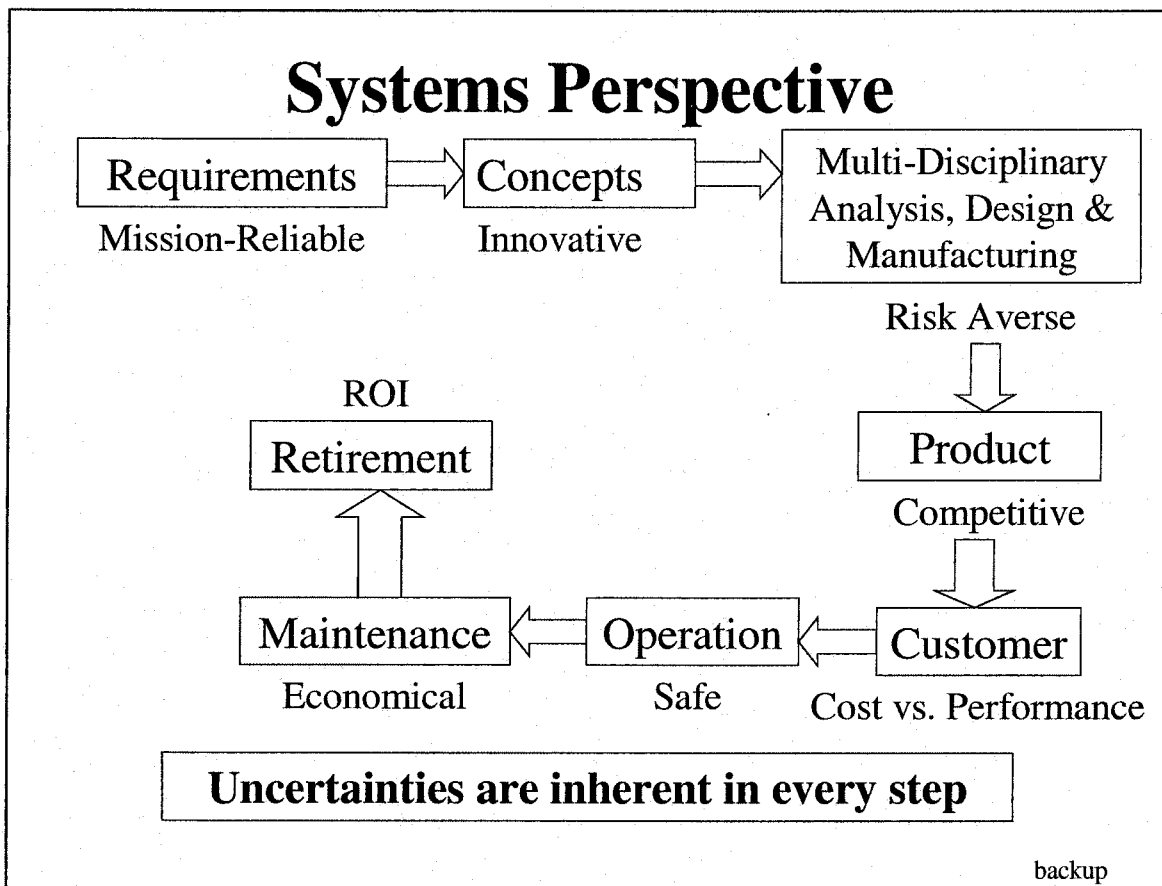 Systems Perspective
Requirements
Mission-Reliable
Concepts
Innovative
Multi-Disciplinary
Analysis, Design &
Manufacturing
Risk Averse
Product
Competitive
Customer
Cost vs. Performance
Operation
Safe
Maintenance
Economical
ROI
Retirement
Uncertainties are inherent in every step
backup